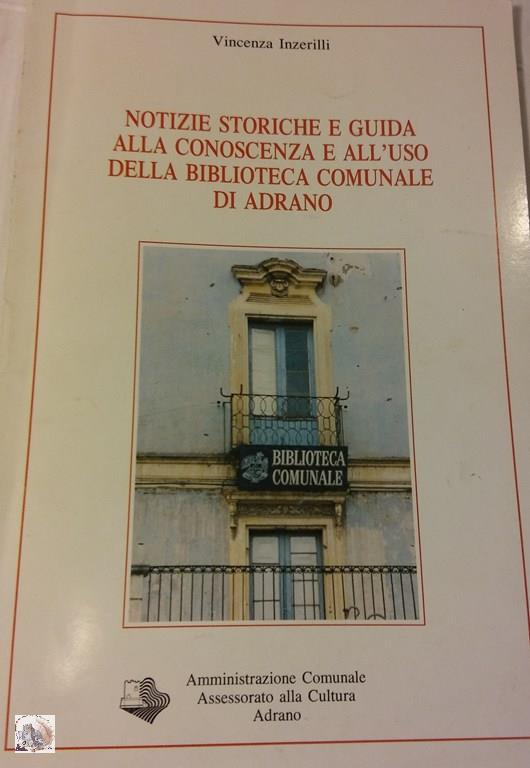 Vincenza Inzerilli
NOTIZIE STORICHE E GUIDA
ALLA CONOSCENZA E ALL'USO
DELLA BIBLIOTECA COMUNALE
DI ADRANO
BIBLIOTECA
COMUNALE
Amministrazione Comunale
Assessorato alla Cultura
Adrano